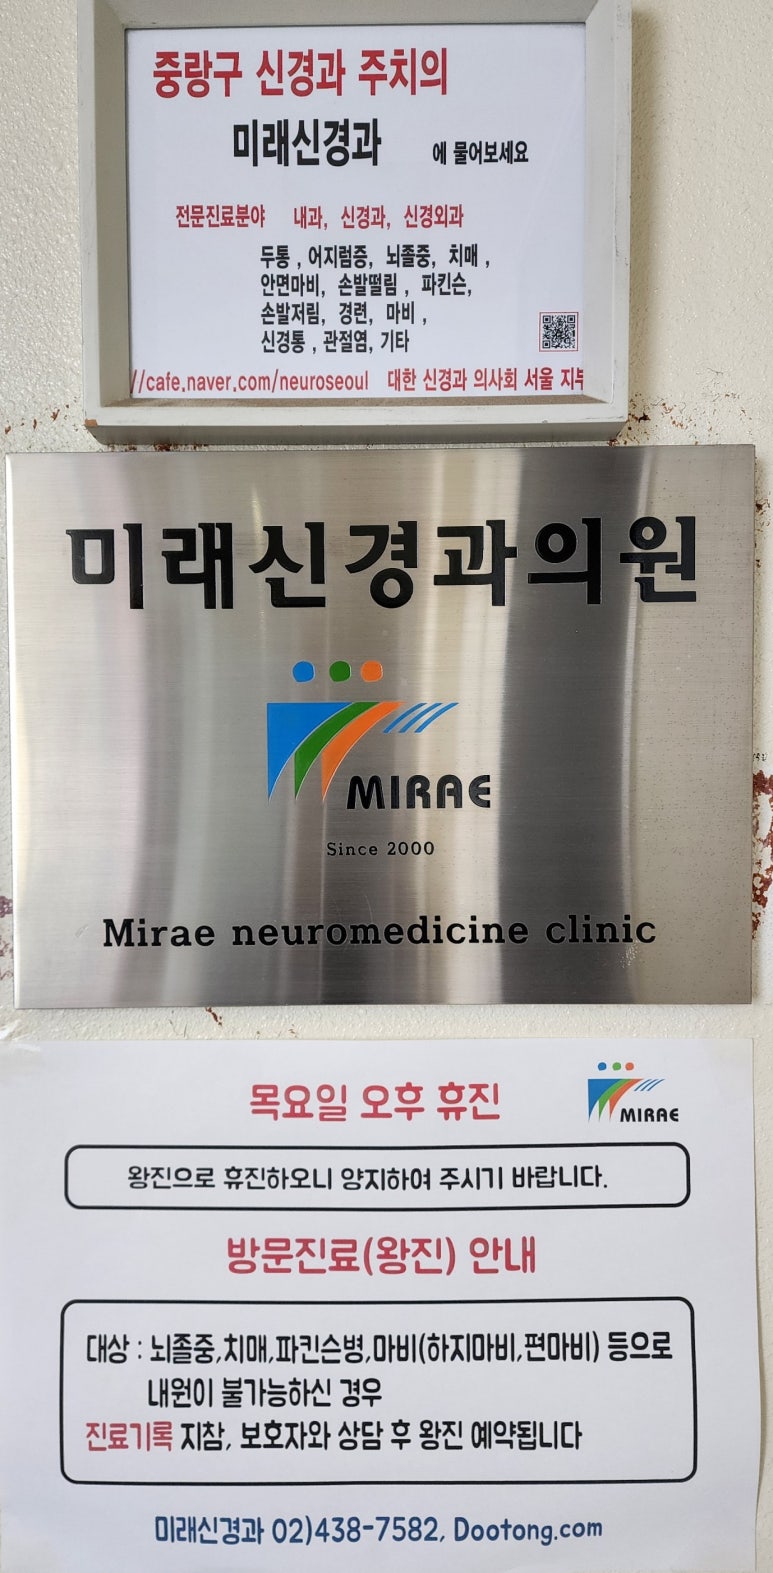 중랑구 신경과 주치의
미래신경과 에 물어보세요
전문진료분야 내과, 신경과, 신경외과
두통 , 어지럼증, 뇌졸중, 치매 ,
안면마비, 손발떨림 , 파킨슨,
손발저림, 경련, 마비 ,
신경통 , 관절염, 기타
//cafe.naver.com/neuroseoul 대한 신경과 의사회 서울 지부
미래신경과의원
MIRAE
Since 2000
Mirae neuromedicine clinic
목요일 오후 휴진
MIRAE
왕진으로 휴진하오니 양지하여 주시기 바랍니다.
방문진료(왕진) 안내
대상 : 뇌졸중,치매,파킨슨병,마비(하지마비,편마비) 등으로
내원이 불가능하신 경우
진료기록 지참, 보호자와 상담 후 왕진 예약됩니다
미래신경과 02)438-7582, Dootong.com